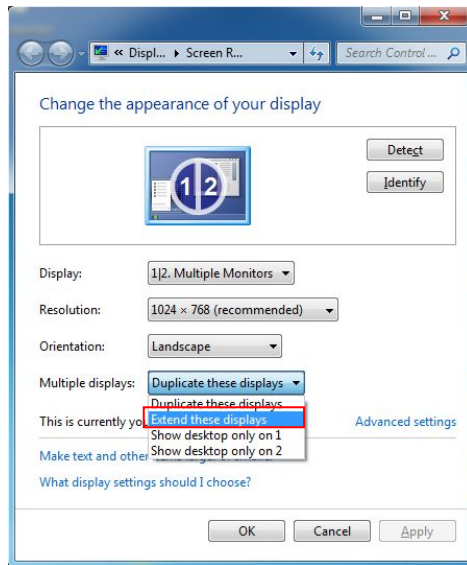 « Displ... ▸ Screen R...
Search Control ...
Change the appearance of your display
1|2
Detect
Identify
Display:
1|2. Multiple Monitors
Resolution:
1024 × 768 (recommended)
Orientation:
Landscape
Multiple displays:
Duplicate these displays
Duplicate these displays
This is currently yo
Extend these displays
Advanced settings
Show desktop only on 1
Make text and othe
Show desktop only on 2
What display settings should I choose?
OK
Cancel
Apply